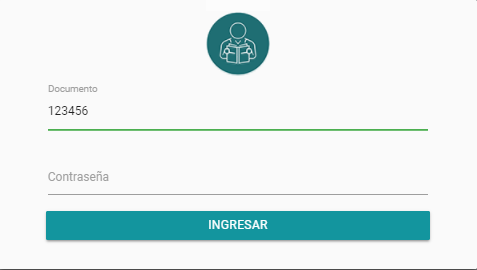 Documento
123456
Contraseña
INGRESAR